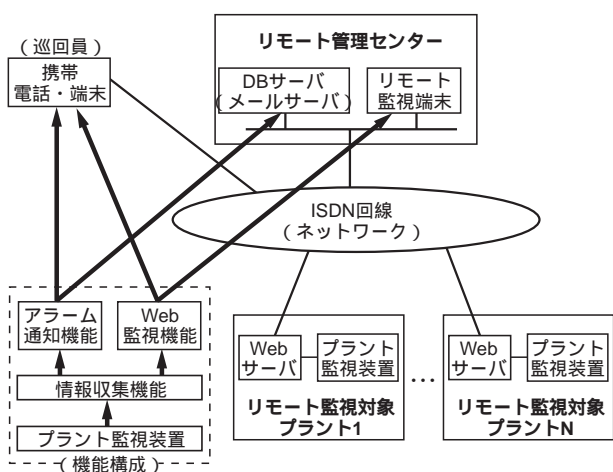 (巡回員)
携帯
電話・端末
リモート管理センター
DBサーバ
(メールサーバ)
リモート
監視端末
ISDN回線
(ネットワーク)
アラーム
通知機能
Web
監視機能
情報収集機能
プラント監視装置
(機能構成)
Web
サーバ
プラント
監視装置
リモート監視対象
プラント1
…
Web
サーバ
プラント
監視装置
リモート監視対象
プラントN